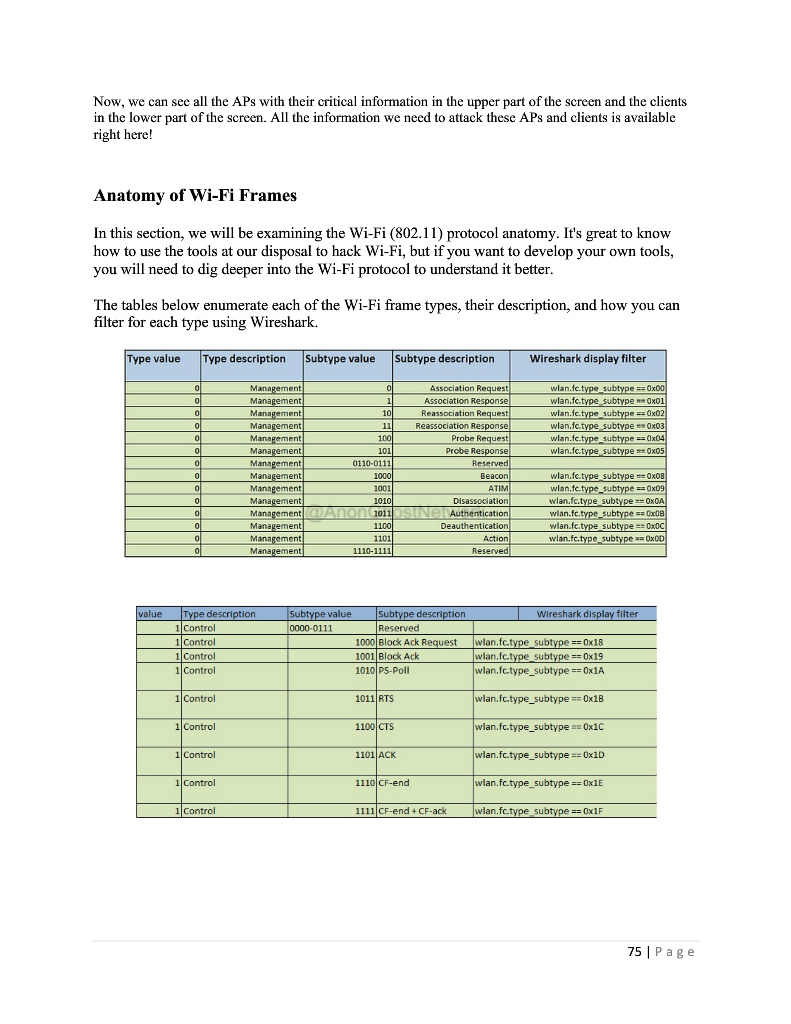 Now, we can see all the APs with their critical information in the upper part of the screen and the clients
in the lower part of the screen. All the information we need to attack these APs and clients is available
right here!
Anatomy of Wi-Fi Frames
In this section, we will be examining the Wi-Fi (802.11) protocol anatomy. It's great to know
how to use the tools at our disposal to hack Wi-Fi, but if you want to develop your own tools,
you will need to dig deeper into the Wi-Fi protocol to understand it better.
The tables below enumerate each of the Wi-Fi frame types, their description, and how you can
filter for each type using Wireshark.
Type value Type description Subtype value Subtype description Wireshark display filter
0 Management 0 Association Request wlan.fc.type_subtype == 0x00
0 Management 1 Association Response wlan.fc.type_subtype == 0x01
0 Management 10 Reassociation Request wlan.fc.type_subtype == 0x02
0 Management 11 Reassociation Response wlan.fc.type_subtype == 0x03
0 Management 100 Probe Request wlan.fc.type_subtype == 0x04
0 Management 101 Probe Response wlan.fc.type_subtype == 0x05
0 Management 0110-0111 Reserved
0 Management 1000 Beacon wlan.fc.type_subtype == 0x08
0 Management 1001 ATIM wlan.fc.type_subtype == 0x09
0 Management 1010 Disassociation wlan.fc.type_subtype == 0x0A
0 Management 1011 Authentication wlan.fc.type_subtype == 0x0B
0 Management 1100 Deauthentication wlan.fc.type_subtype == 0x0C
0 Management 1101 Action wlan.fc.type_subtype == 0x0D
0 Management 1110-1111 Reserved
value Type description Subtype value Subtype description Wireshark display filter
1 Control 0000-0111 Reserved
1 Control 1000 Block Ack Request wlan.fc.type_subtype == 0x18
1 Control 1001 Block Ack wlan.fc.type_subtype == 0x19
1 Control 1010 PS-Poll wlan.fc.type_subtype == 0x1A
1 Control 1011 RTS wlan.fc.type_subtype == 0x1B
1 Control 1100 CTS wlan.fc.type_subtype == 0x1C
1 Control 1101 ACK wlan.fc.type_subtype == 0x1D
1 Control 1110 CF-end wlan.fc.type_subtype == 0x1E
1 Control 1111 CF-end + CF-ack wlan.fc.type_subtype == 0x1F
75 | Page